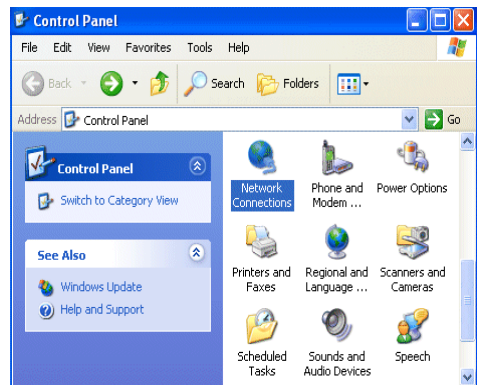 Control Panel
File Edit View Favorites Tools Help
Back Search Folders
Address Control Panel Go
Control Panel
Switch to Category View
See Also
Windows Update
Help and Support
Network Connections
Phone and Modem ...
Power Options
Printers and Faxes
Regional and Language ...
Scanners and Cameras
Scheduled Tasks
Sounds and Audio Devices
Speech